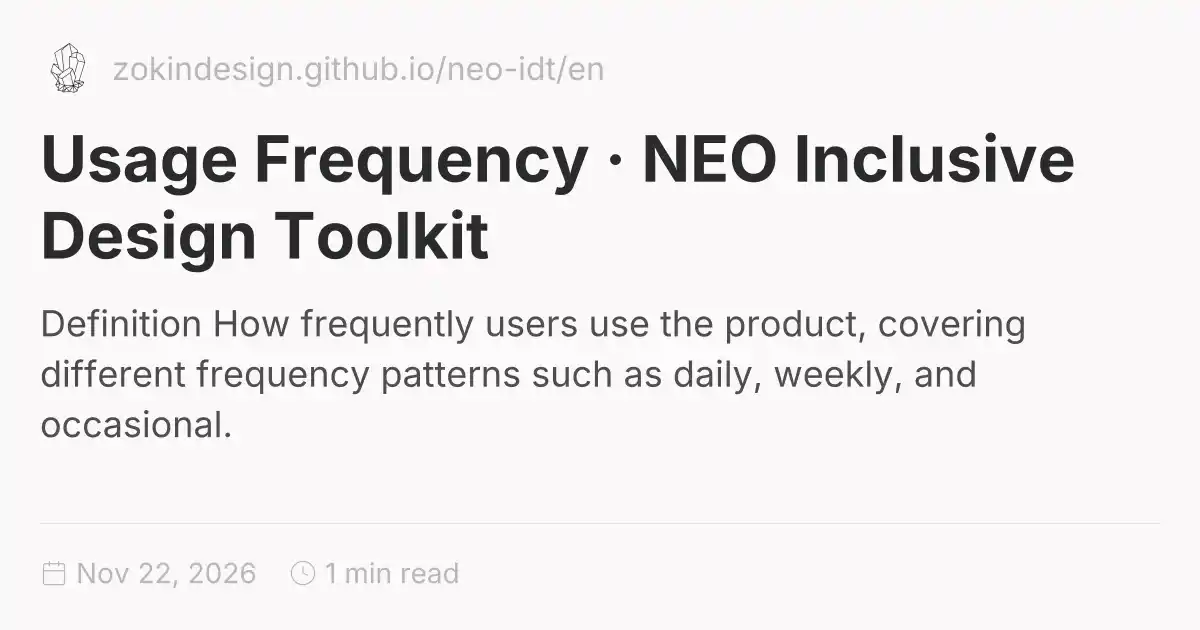 zokindesign.github.io/neo-idt/en
Usage Frequency · NEO Inclusive
Design Toolkit
Definition How frequently users use the product, covering
different frequency patterns such as daily, weekly, and
occasional.
Nov 22, 2026 1 min read